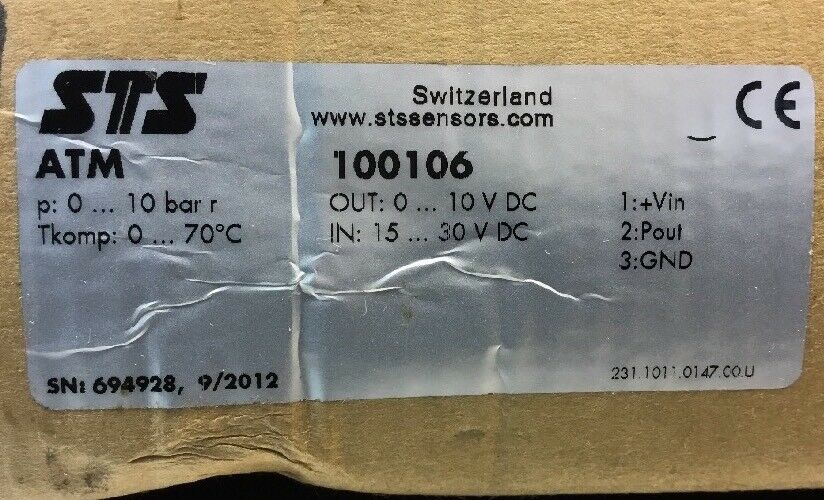 STS
Switzerland
www.stssensors.com
CE
ATM
100106
p: 0 ... 10 bar r
OUT: 0 ... 10 V DC
1:+Vin
Tkomp: 0 ... 70°C
IN: 15 ... 30 V DC
2:Pout
3:GND
SN: 694928, 9/2012
231.1011.0147.00.U